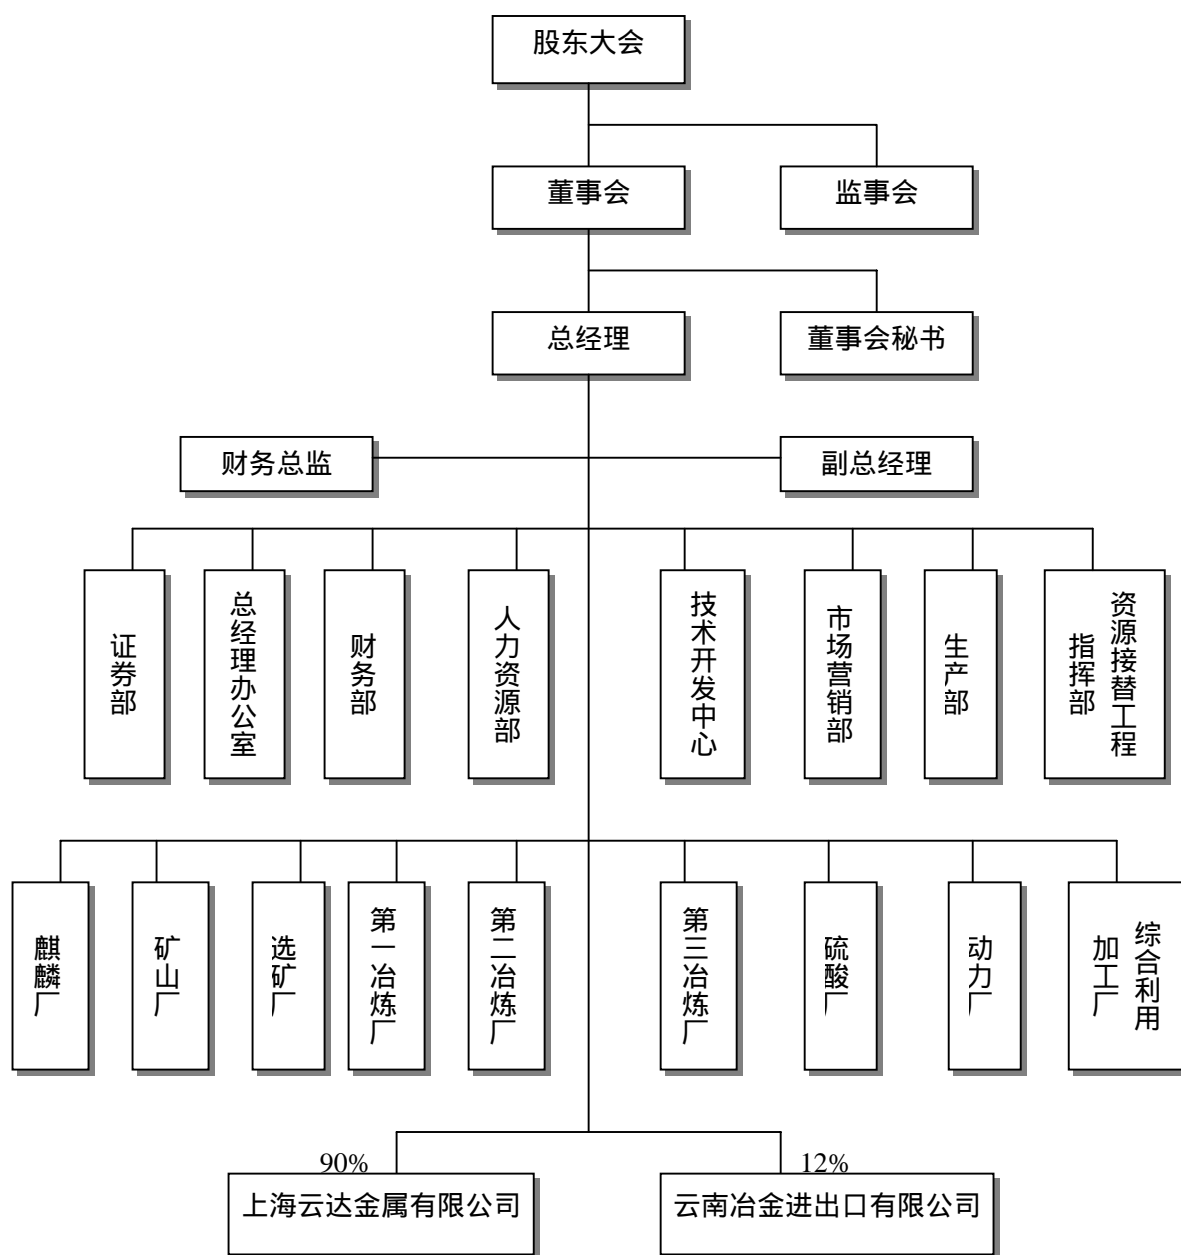 股东大会
董事会
监事会
总经理
董事会秘书
财务总监
副总经理
证券部
总经理办公室
财务部
人力资源部
技术开发中心
市场营销部
生产部
资源接替工程
指挥部
麒麟厂
矿山厂
选矿厂
第一冶炼厂
第二冶炼厂
第三冶炼厂
硫酸厂
动力厂
综合利用
加工厂
90%
12%
上海云达金属有限公司
云南冶金进出口有限公司